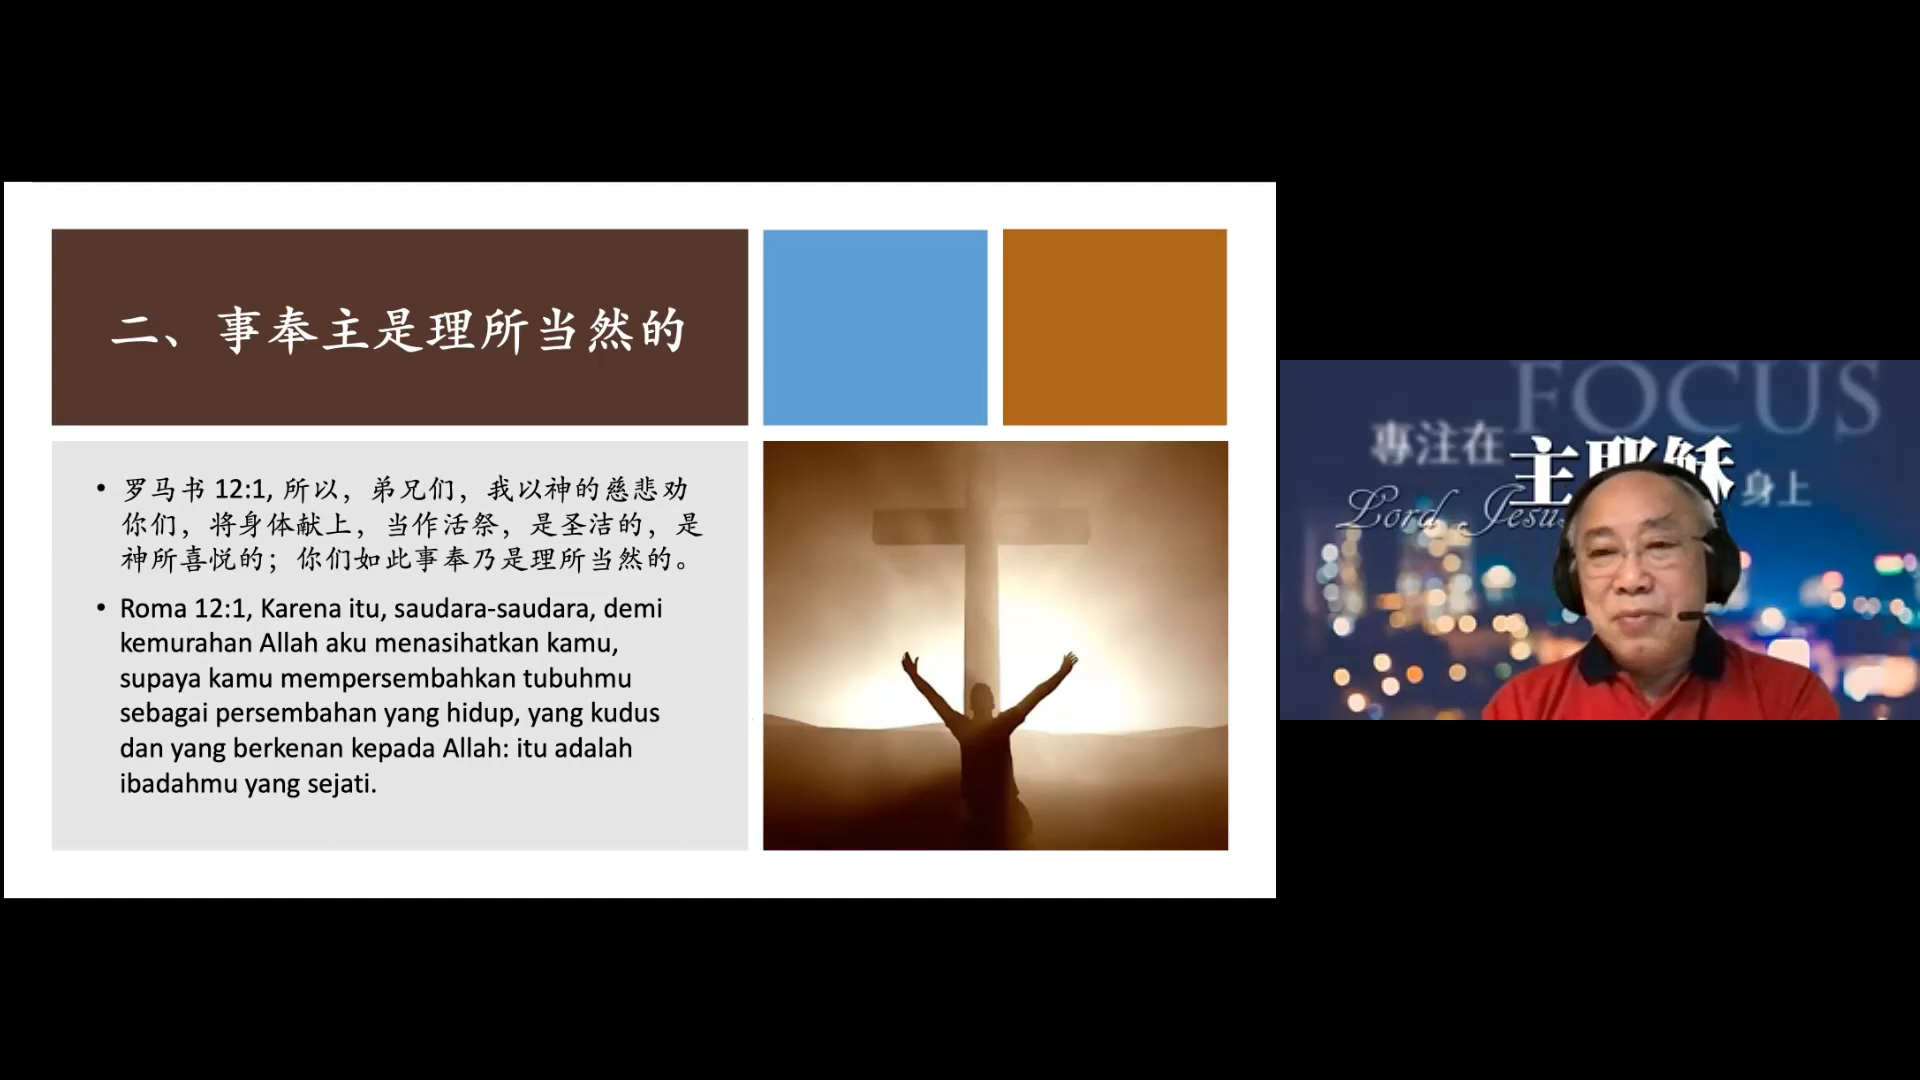 二、事奉主是理所当然的
• 罗马书 12:1, 所以，弟兄们，我以神的慈悲劝
你们，将身体献上，当作活祭，是圣洁的，是
神所喜悦的；你们如此事奉乃是理所当然的。
• Roma 12:1, Karena itu, saudara-saudara, demi
kemurahan Allah aku menasihatkan kamu,
supaya kamu mempersembahkan tubuhmu
sebagai persembahan yang hidup, yang kudus
dan yang berkenan kepada Allah: itu adalah
ibadahmu yang sejati.
FOCUS
專注在主耶穌身上
Lord Jesus